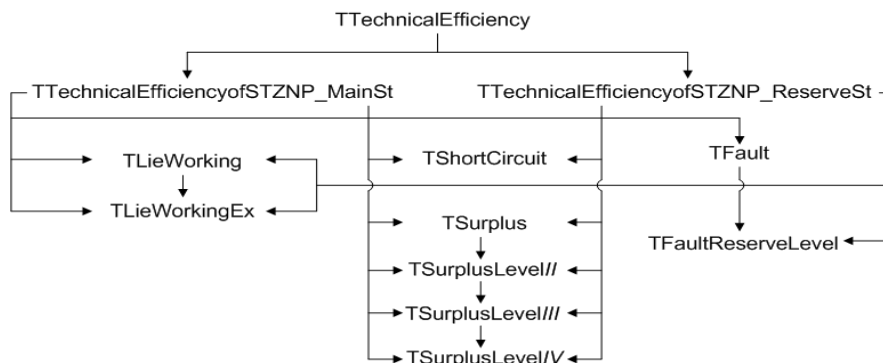 TTechnicalEfficiency
TTechnicalEfficiencyofSTZNP_MainSt
TTechnicalEfficiencyofSTZNP_ReserveSt
TLieWorking
TShortCircuit
TFault
TLieWorkingEx
TSurplus
TFaultReserveLevel
TSurplusLevelII
TSurplusLevelIII
TSurplusLevelIV